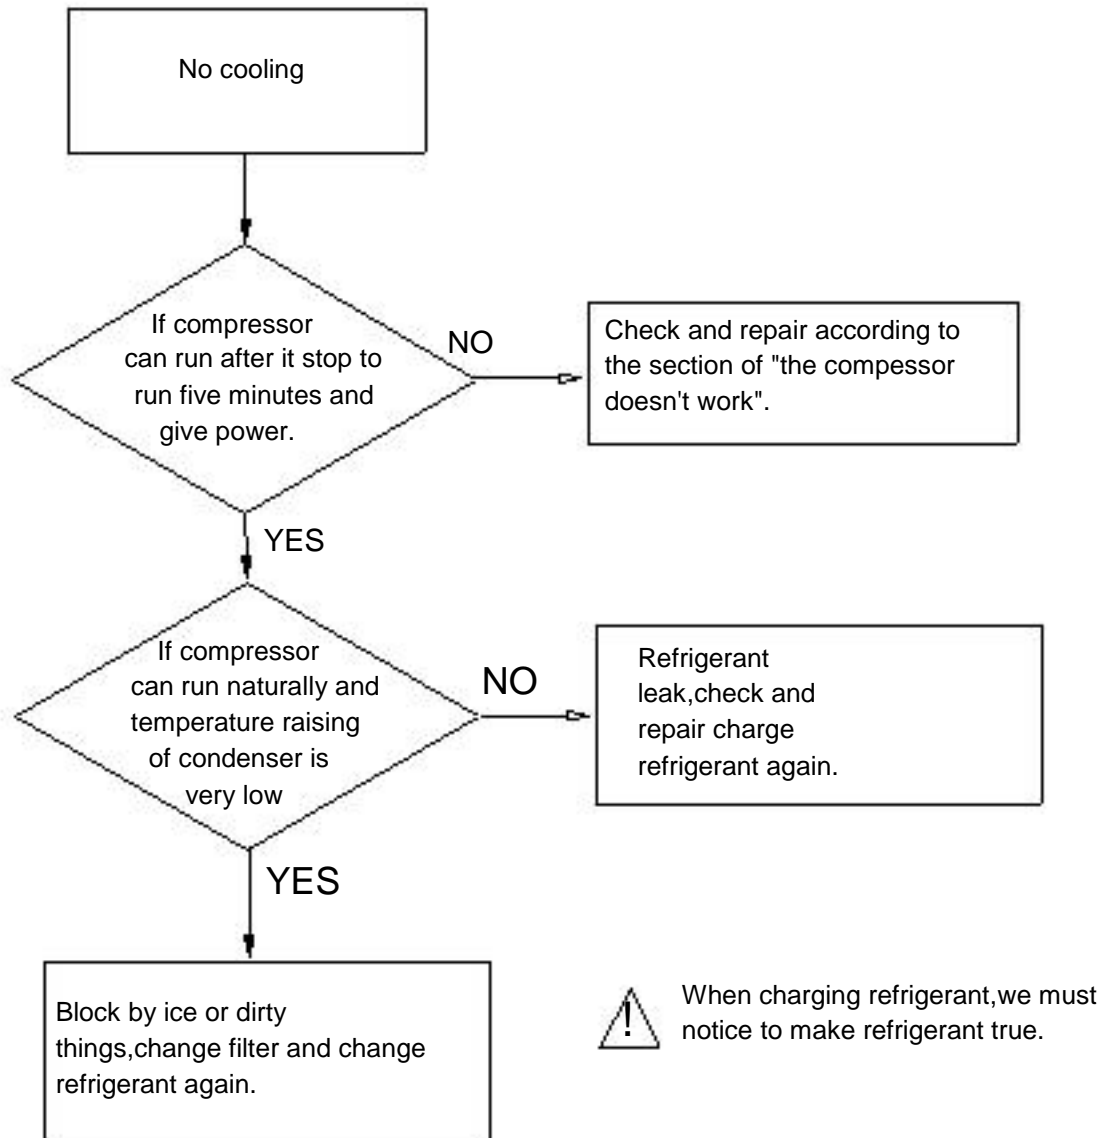 No cooling
If compressor
can run after it stop to
run five minutes and
give power.
NO
Check and repair according to
the section of "the compessor
doesn't work".
YES
If compressor
can run naturally and
temperature raising
of condenser is
very low
NO
Refrigerant
leak,check and
repair charge
refrigerant again.
YES
Block by ice or dirty
things,change filter and change
refrigerant again.
!
When charging refrigerant,we must
notice to make refrigerant true.